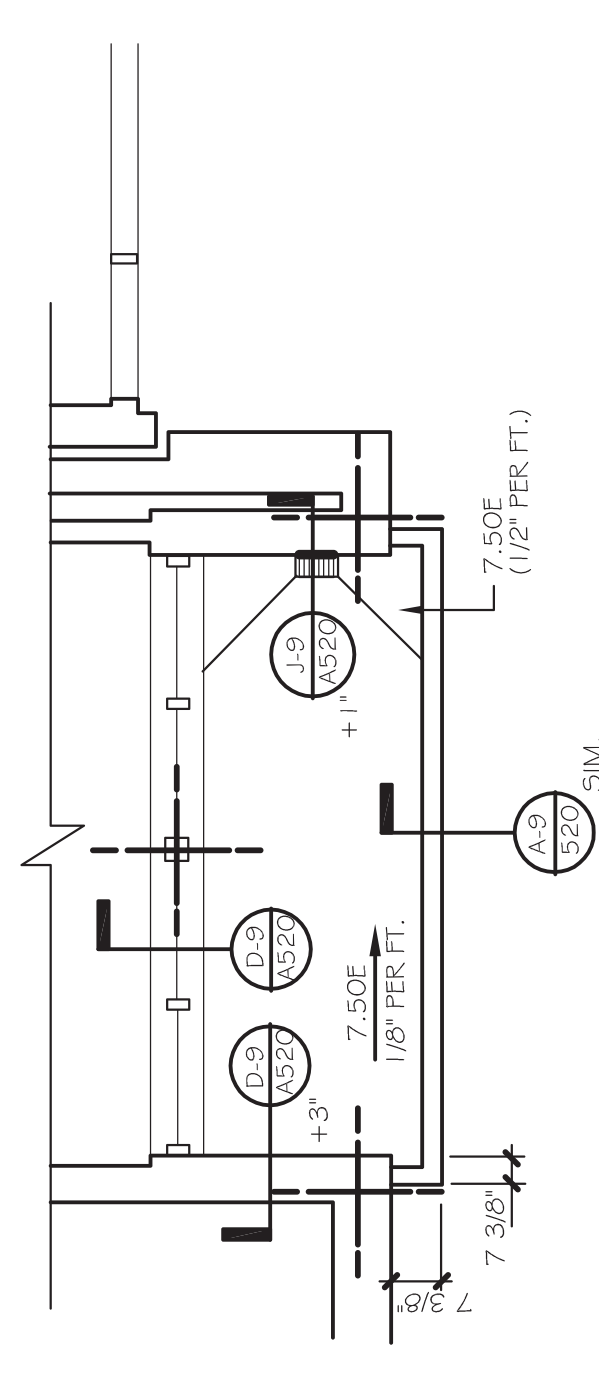 7.50E
(1/2" PER FT.)
J-9
A520
+1"
SIM.
A-9
520
D-9
A520
7.50E
1/8" PER FT.
D-9
A520
+3"
7 3/8"
7 3/8"